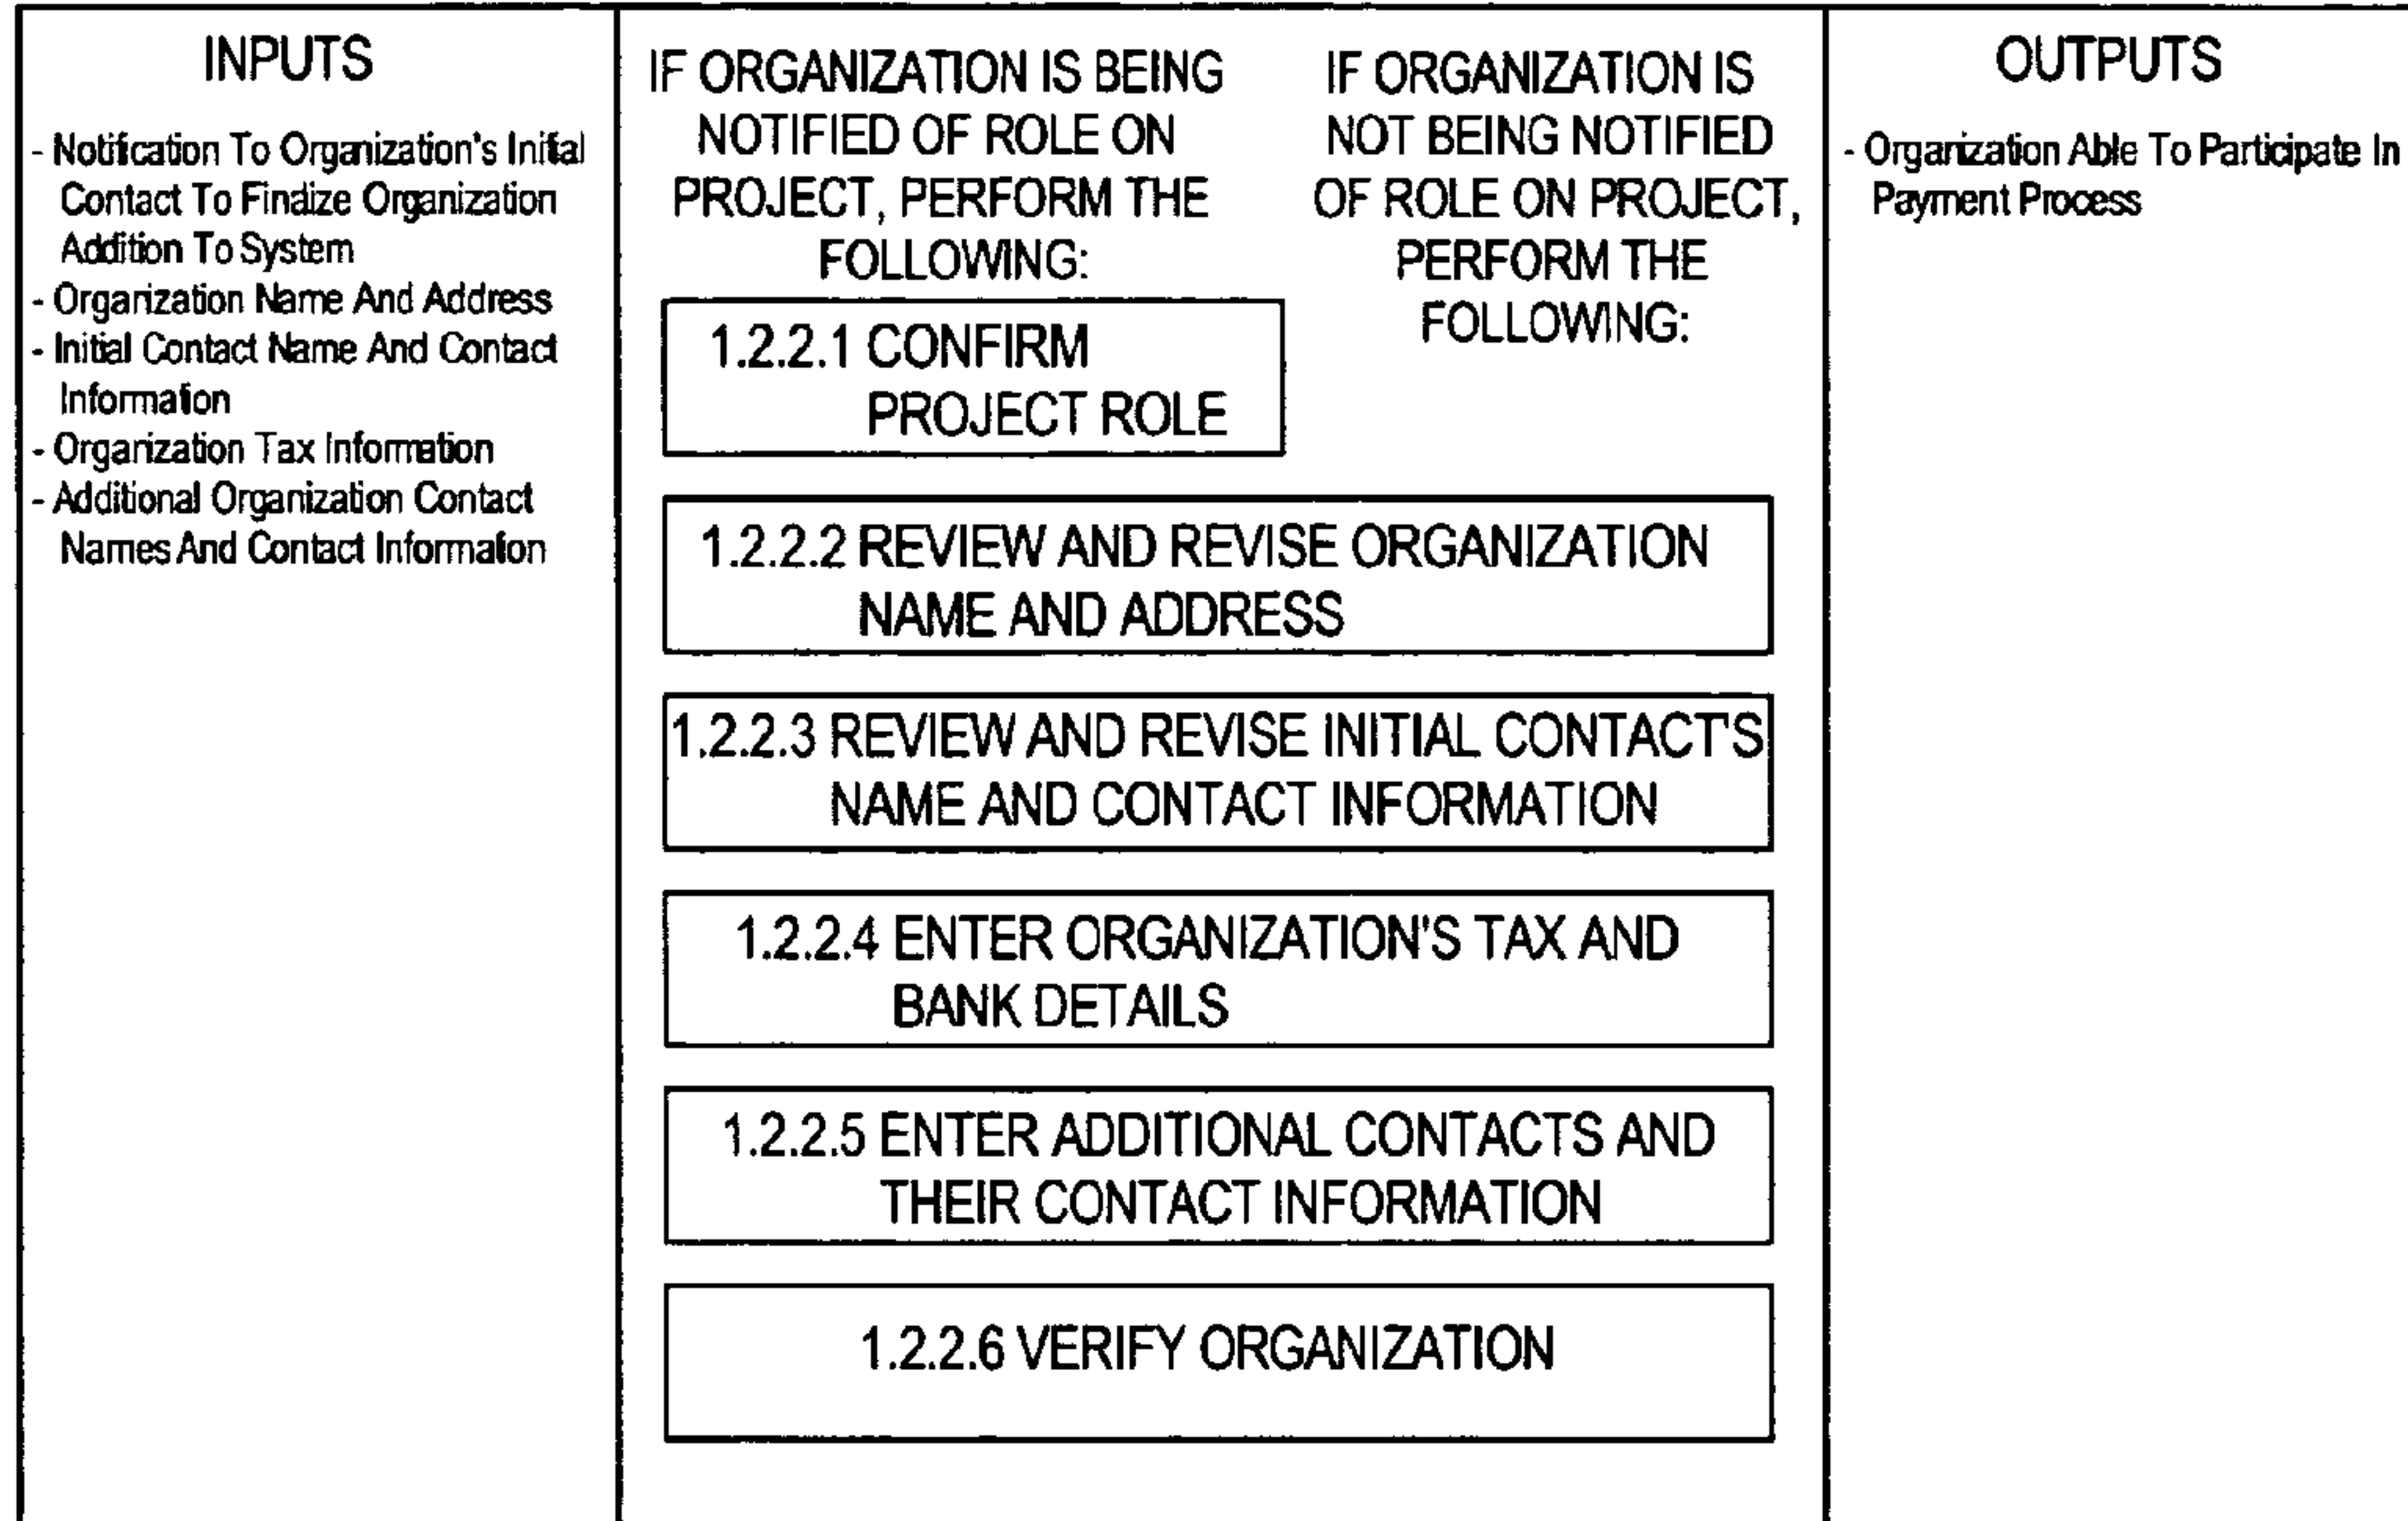 INPUTS
- Notification To Organization's Initial
Contact To Finalize Organization
Addition To System
- Organization Name And Address
- Initial Contact Name And Contact
Information
- Organization Tax Information
- Additional Organization Contact
Names And Contact Information
IF ORGANIZATION IS BEING
NOTIFIED OF ROLE ON
PROJECT, PERFORM THE
FOLLOWING:
IF ORGANIZATION IS
NOT BEING NOTIFIED
OF ROLE ON PROJECT,
PERFORM THE
FOLLOWING:
1.2.2.1 CONFIRM
PROJECT ROLE
1.2.2.2 REVIEW AND REVISE ORGANIZATION
NAME AND ADDRESS
1.2.2.3 REVIEW AND REVISE INITIAL CONTACT'S
NAME AND CONTACT INFORMATION
1.2.2.4 ENTER ORGANIZATION'S TAX AND
BANK DETAILS
1.2.2.5 ENTER ADDITIONAL CONTACTS AND
THEIR CONTACT INFORMATION
1.2.2.6 VERIFY ORGANIZATION
OUTPUTS
- Organization Able To Participate In
Payment Process